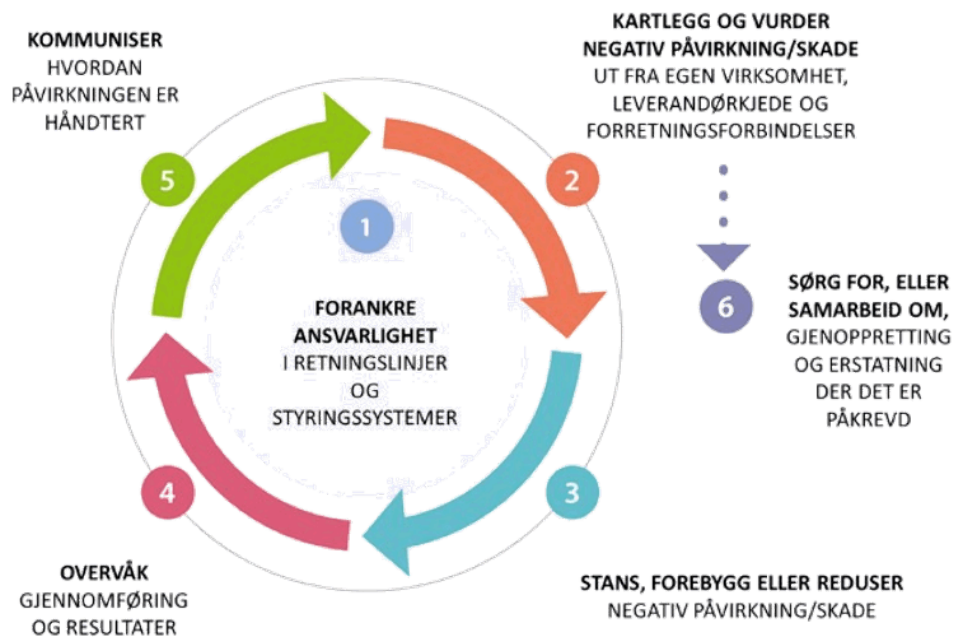 KOMMUNISER
HVORDAN
PÅVIRKNINGEN ER
HÅNDTERT
5
KARTLEGG OG VURDER
NEGATIV PÅVIRKNING/SKADE
UT FRA EGEN VIRKSOMHET,
LEVERANDØRKJEDE OG
FORRETNINGSFORBINDELSER
2
1
FORANKRE
ANSVARLIGHET
I RETNINGSLINJER
OG
STYRINGSSYSTEMER
6
SØRG FOR, ELLER
SAMARBEID OM,
GJENOPPRETTING
OG ERSTATNING
DER DET ER
PÅKREVD
4
OVERVÅK
GJENNOMFØRING
OG RESULTATER
3
STANS, FOREBYGG ELLER REDUSER
NEGATIV PÅVIRKNING/SKADE